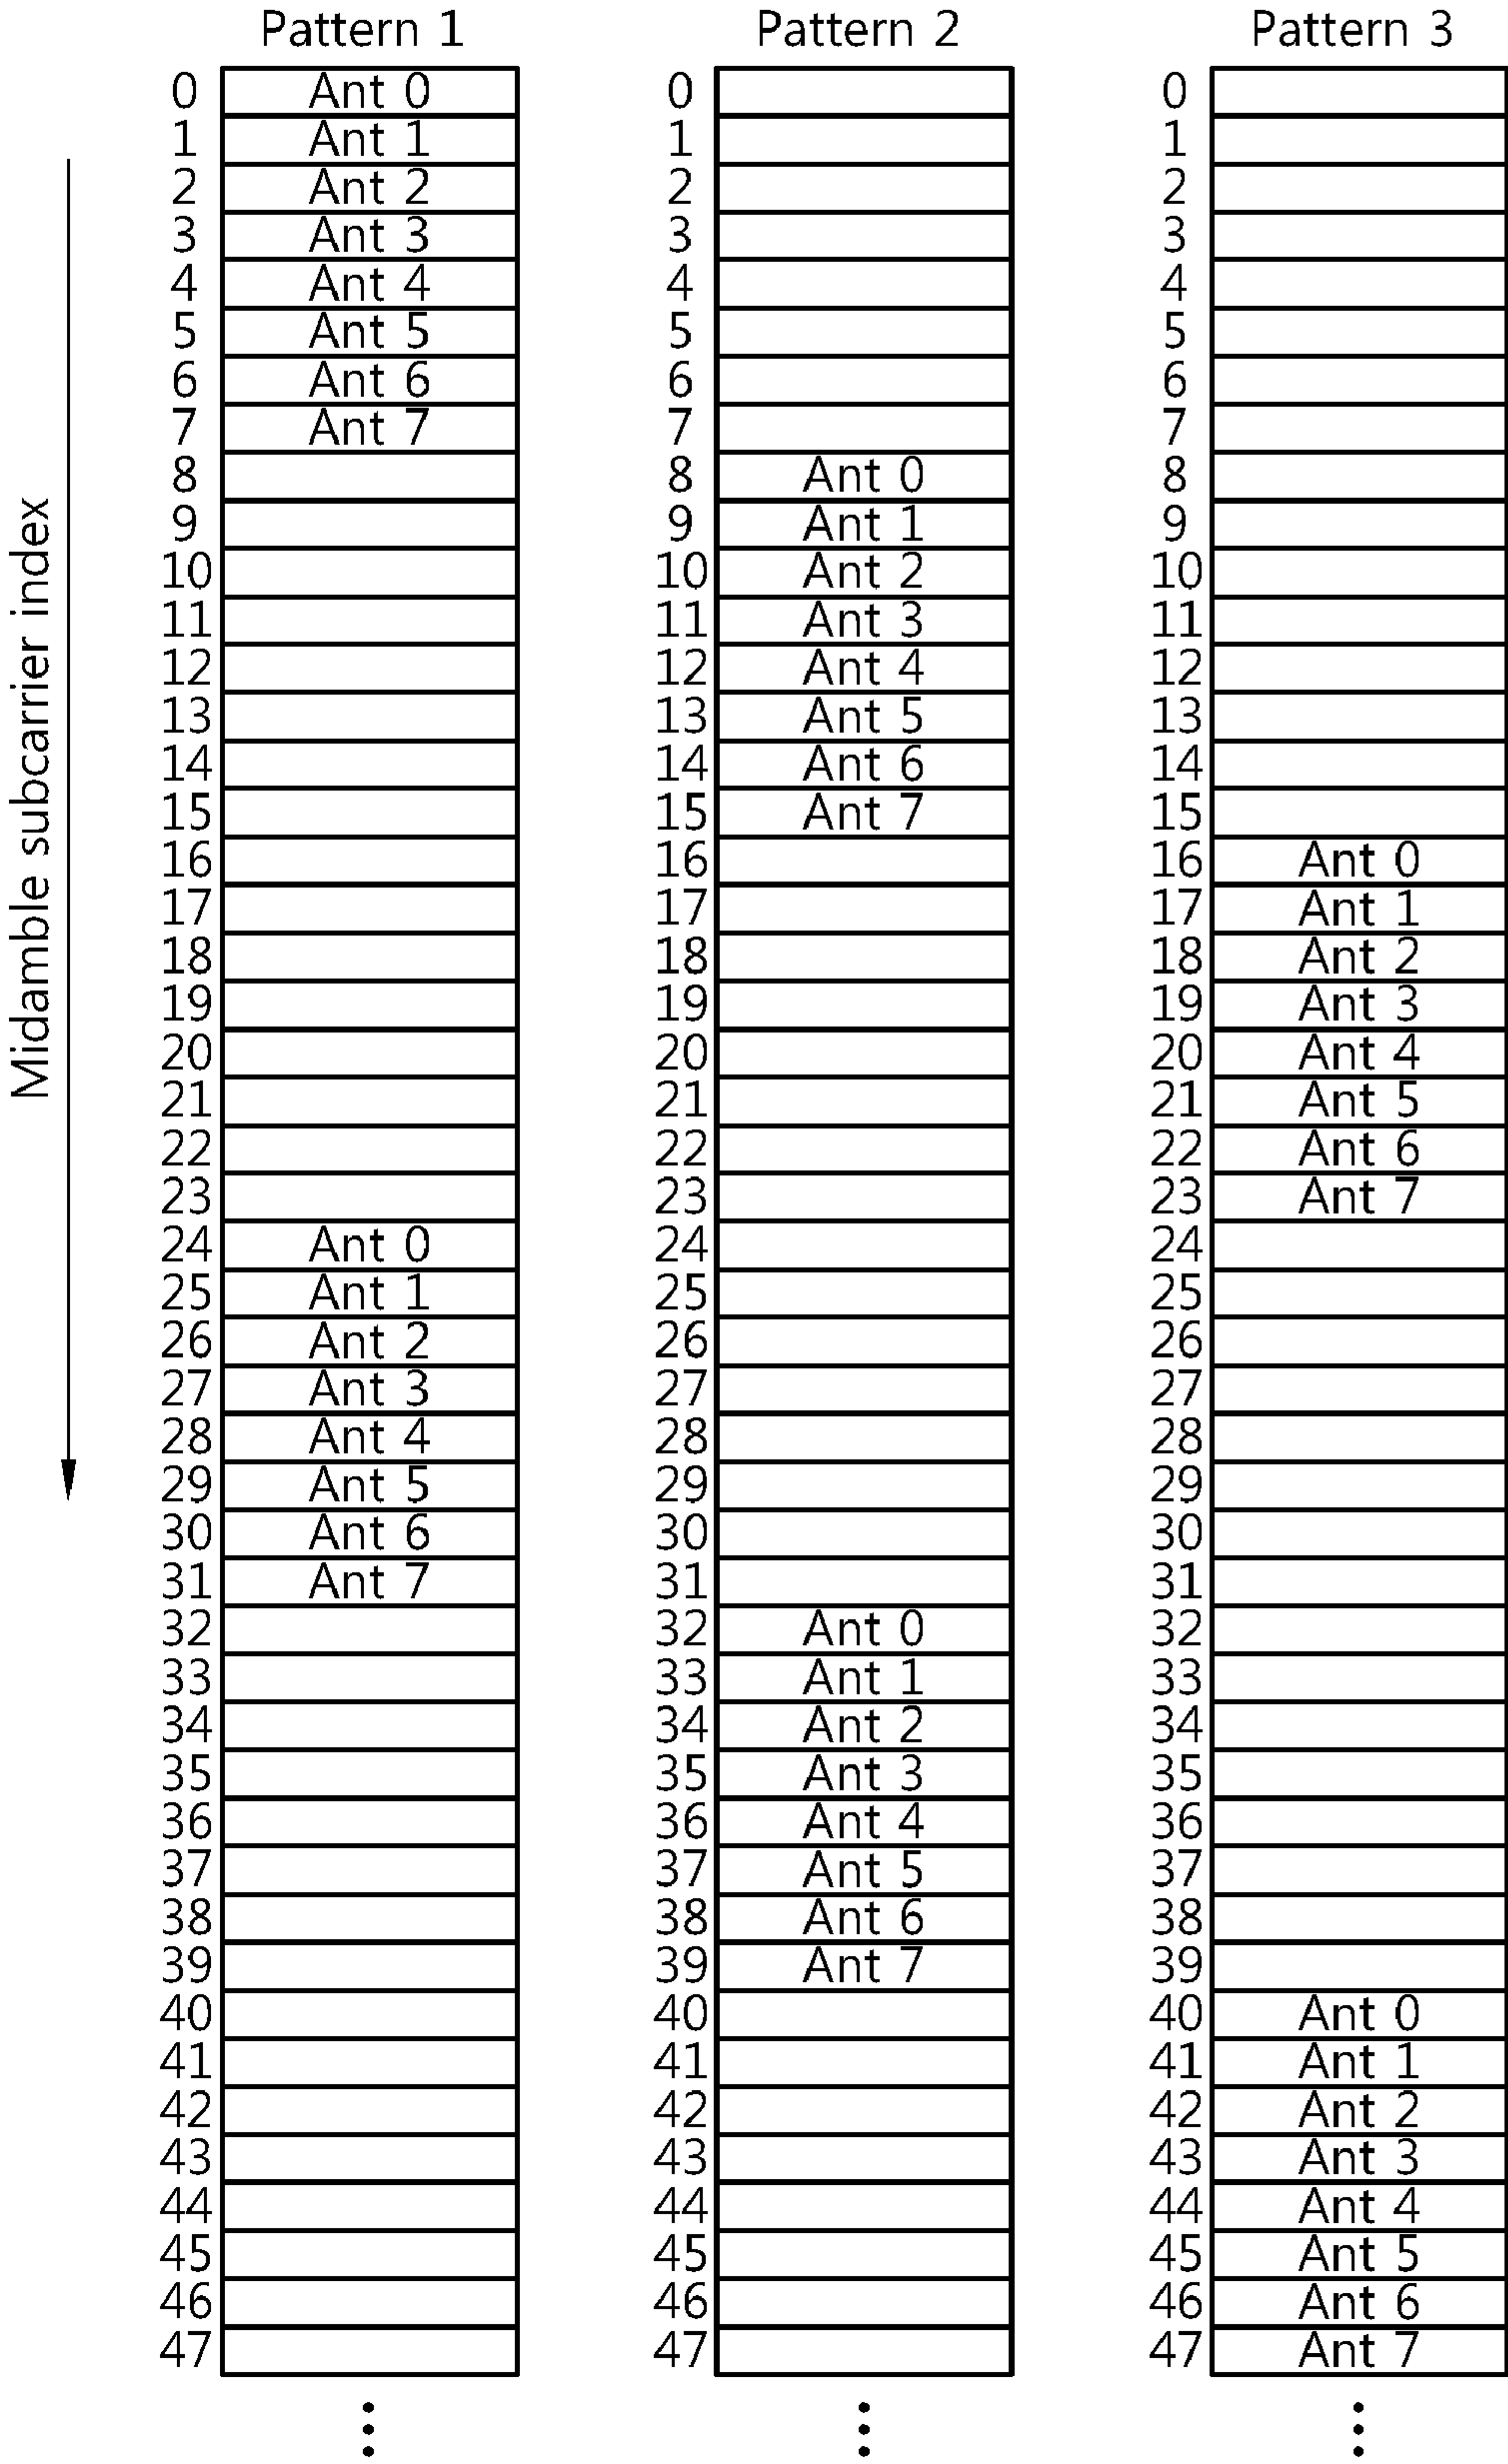 Pattern 1 Pattern 2 Pattern 3
Midamble subcarrier index
0 Ant 0 0 0
1 Ant 1 1 1
2 Ant 2 2 2
3 Ant 3 3 3
4 Ant 4 4 4
5 Ant 5 5 5
6 Ant 6 6 6
7 Ant 7 7 7
8 8 Ant 0 8
9 9 Ant 1 9
10 10 Ant 2 10
11 11 Ant 3 11
12 12 Ant 4 12
13 13 Ant 5 13
14 14 Ant 6 14
15 15 Ant 7 15
16 16 16 Ant 0
17 17 17 Ant 1
18 18 18 Ant 2
19 19 19 Ant 3
20 20 20 Ant 4
21 21 21 Ant 5
22 22 22 Ant 6
23 23 23 Ant 7
24 Ant 0 24 24
25 Ant 1 25 25
26 Ant 2 26 26
27 Ant 3 27 27
28 Ant 4 28 28
29 Ant 5 29 29
30 Ant 6 30 30
31 Ant 7 31 31
32 32 Ant 0 32
33 33 Ant 1 33
34 34 Ant 2 34
35 35 Ant 3 35
36 36 Ant 4 36
37 37 Ant 5 37
38 38 Ant 6 38
39 39 Ant 7 39
40 40 40 Ant 0
41 41 41 Ant 1
42 42 42 Ant 2
43 43 43 Ant 3
44 44 44 Ant 4
45 45 45 Ant 5
46 46 46 Ant 6
47 47 47 Ant 7